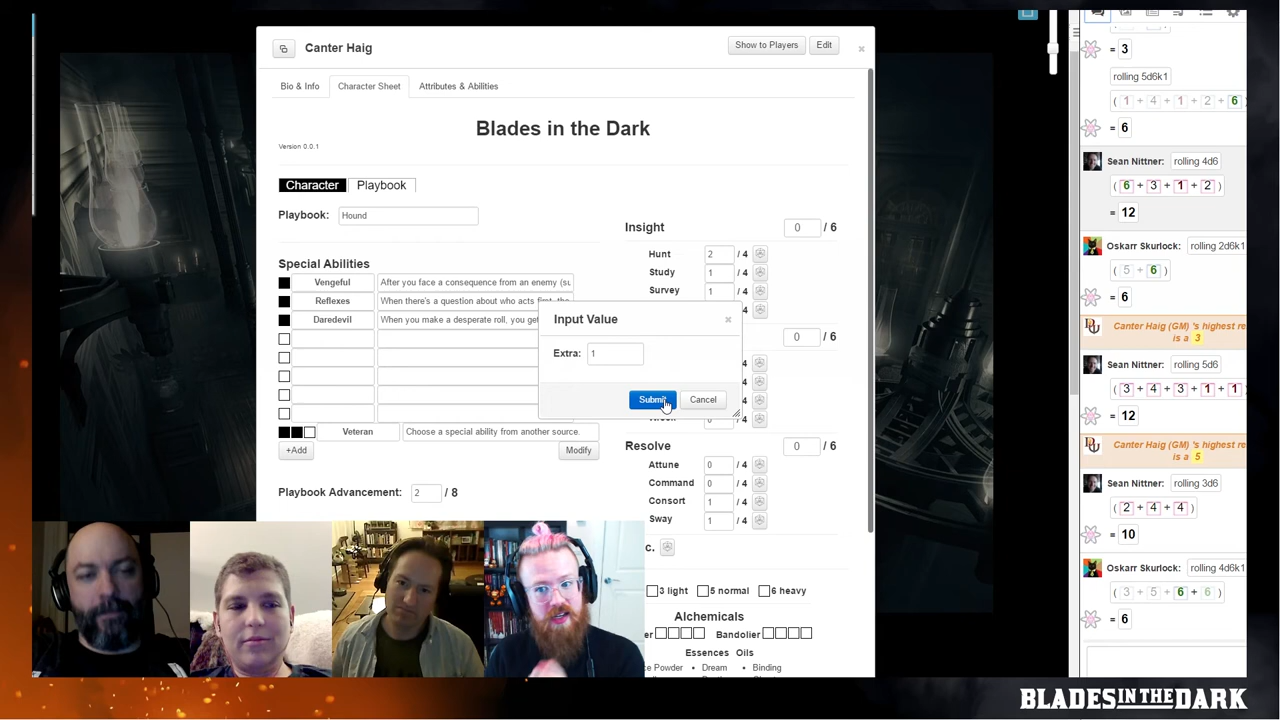 Canter Haig
Show to Players
Edit
Bio & Info
Character Sheet
Attributes & Abilities
Blades in the Dark
Version 0.0.1
Character
Playbook
Playbook:
Hound
Special Abilities
Vengeful
After you face a consequence from an enemy (su
Reflexes
When there's a question about who acts first, the
Daredevil
When you make a desperate roll, you get
Veteran
Choose a special ability from another source.
+Add
Modify
Playbook Advancement:
2
/ 8
Insight
0
/ 6
Hunt
2
/ 4
Study
1
/ 4
Survey
1
/ 4
/ 4
0
/ 6
Input Value
Extra:
1
Submit
Cancel
Resolve
0
/ 6
Attune
0
/ 4
Command
0
/ 4
Consort
1
/ 4
Sway
1
/ 4
c.
3 light
5 normal
6 heavy
Alchemicals
er
Bandolier
Essences
Oils
ce Powder
• Dream
• Binding
= 3
rolling 5d6k1
( 1 + 4 + 1 + 2 + 6
= 6
Sean Nittner:
rolling 4d6
( 6 + 3 + 1 + 2 )
= 12
Oskarr Skurlock:
rolling 2d6k1
( 5 + 6 )
= 6
Canter Haig (GM) 's highest re
is a 3
Sean Nittner:
rolling 5d6
( 3 + 4 + 3 + 1 + 1
= 12
Canter Haig (GM) 's highest re
is a 5
Sean Nittner:
rolling 3d6
( 2 + 4 + 4 )
= 10
Oskarr Skurlock:
rolling 4d6k1
( 3 + 5 + 6 + 6 )
= 6
BLADES IN THE DARK